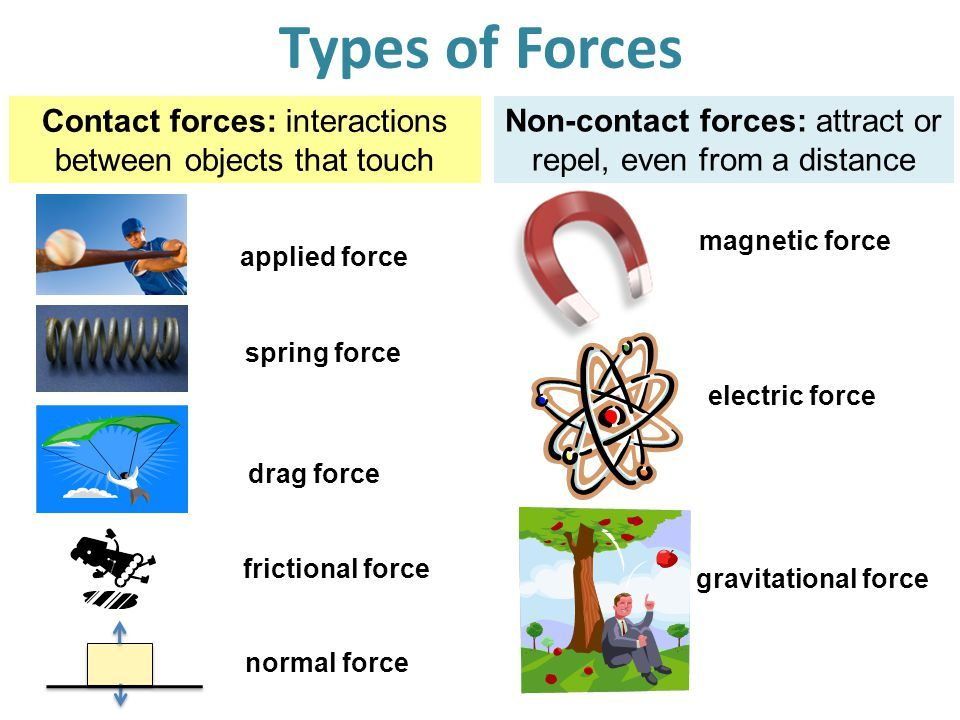 Types of Forces
Contact forces: interactions
between objects that touch
applied force
spring force
drag force
frictional force
normal force
Non-contact forces: attract or
repel, even from a distance
magnetic force
electric force
gravitational force